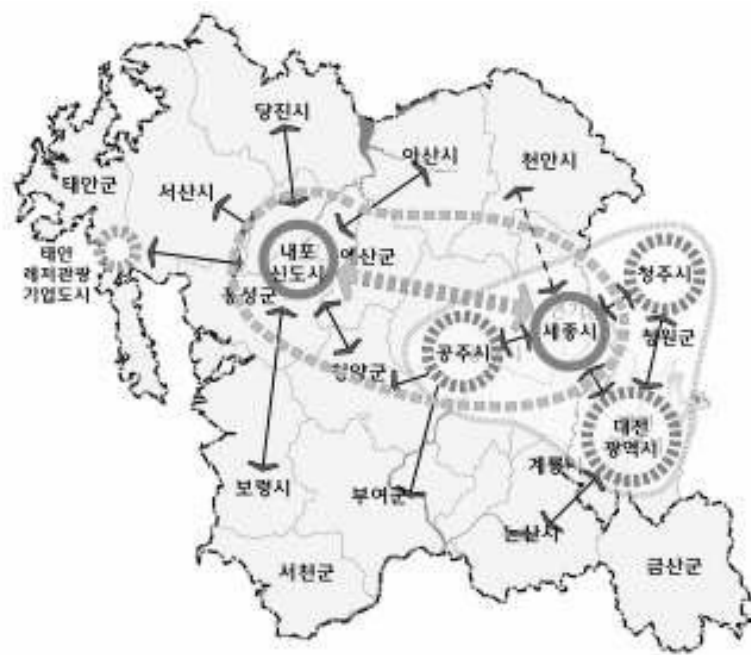 당진시
아산시
천안시
태안군
서산시
태안
레저관광
기업도시
내포
신도시
예산군
홍성군
청주시
세종시
청원군
공주시
청양군
대전
광역시
계룡
보령시
부여군
논산시
서천군
금산군